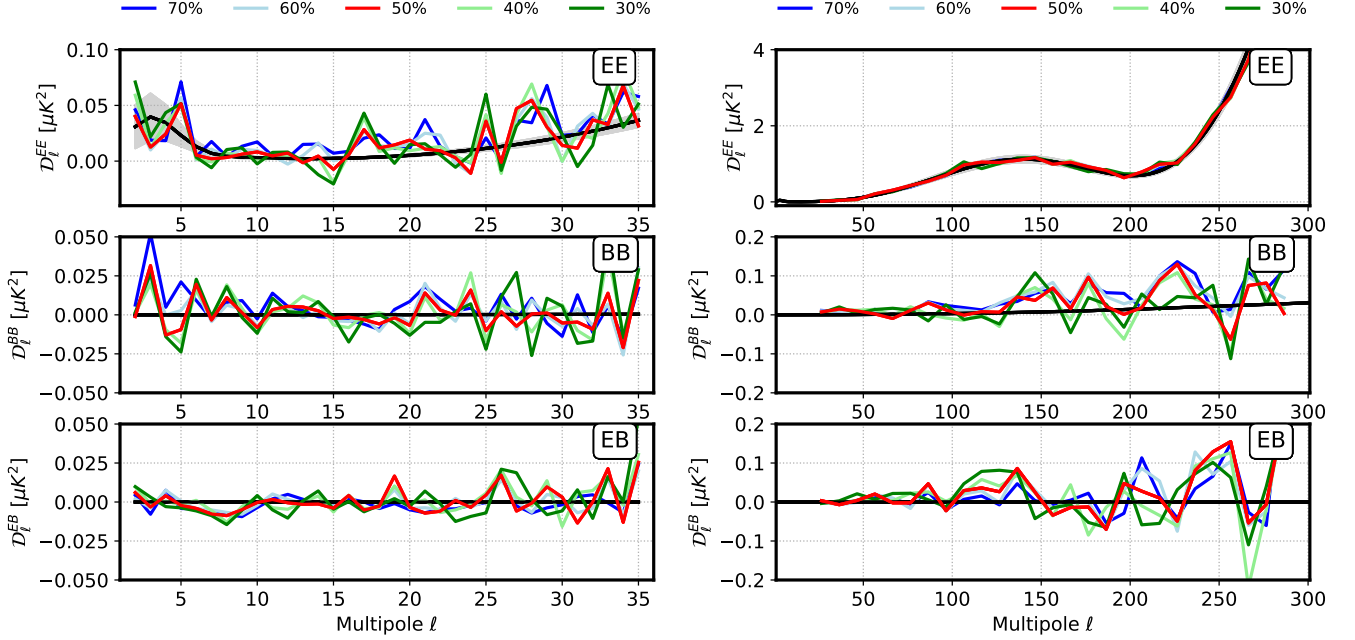 70% 60% 50% 40% 30%
70% 60% 50% 40% 30%
0.10
0.05
0.00
𝒟ℓ^EE [μK²]
EE
5 10 15 20 25 30 35
4
2
0
𝒟ℓ^EE [μK²]
EE
50 100 150 200 250 300
0.050
0.025
0.000
−0.025
−0.050
𝒟ℓ^BB [μK²]
BB
5 10 15 20 25 30 35
0.2
0.1
0.0
−0.1
−0.2
𝒟ℓ^BB [μK²]
BB
50 100 150 200 250 300
0.050
0.025
0.000
−0.025
−0.050
𝒟ℓ^EB [μK²]
EB
5 10 15 20 25 30 35
Multipole ℓ
0.2
0.1
0.0
−0.1
−0.2
𝒟ℓ^EB [μK²]
EB
50 100 150 200 250 300
Multipole ℓ